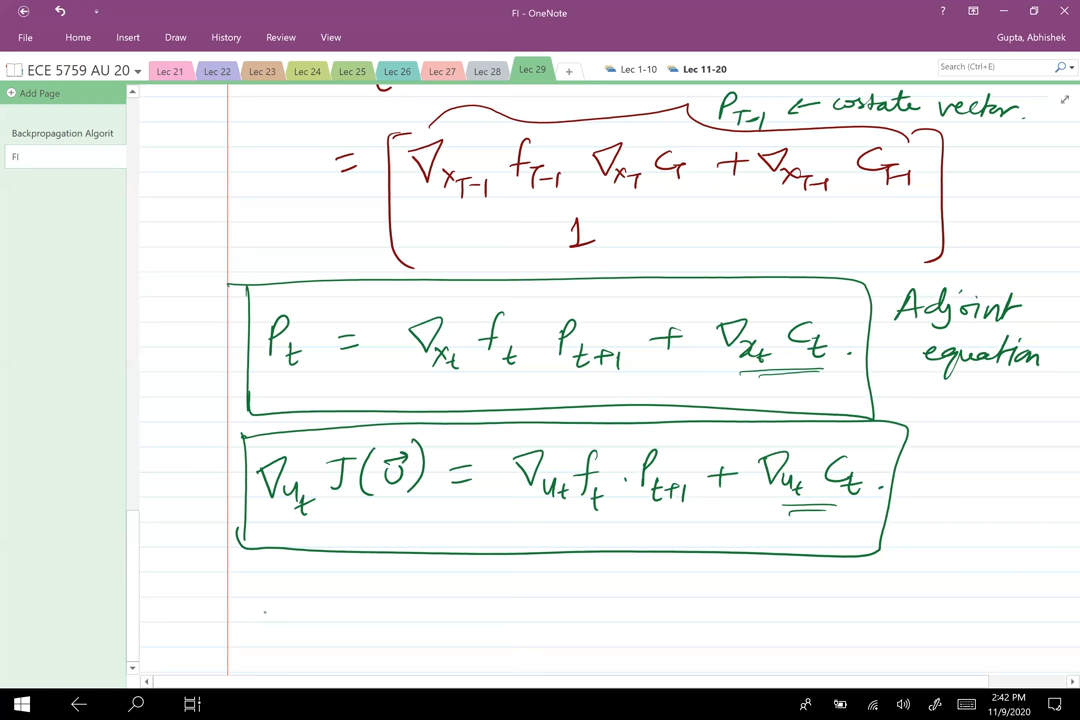 FI - OneNote
Gupta, Abhishek
File Home Insert Draw History Review View
ECE 5759 AU 20 Lec 21 Lec 22 Lec 23 Lec 24 Lec 25 Lec 26 Lec 27 Lec 28 Lec 29 Lec 1-10 Lec 11-20 Search (Ctrl+E)
Add Page
Backpropagation Algorit
FI
P_{T-1} ← costate vector.
= [ ∇_{x_{T-1}} f_{T-1} ∇_{x_T} C_T + ∇_{x_{T-1}} C_{T-1}
1 ]
P_t = ∇_{x_t} f_t P_{t+1} + ∇_{x_t} C_t .
Adjoint
equation
∇_{u_t} J(U⃗) = ∇_{u_t} f_t · P_{t+1} + ∇_{u_t} C_t .
2:42 PM
11/9/2020